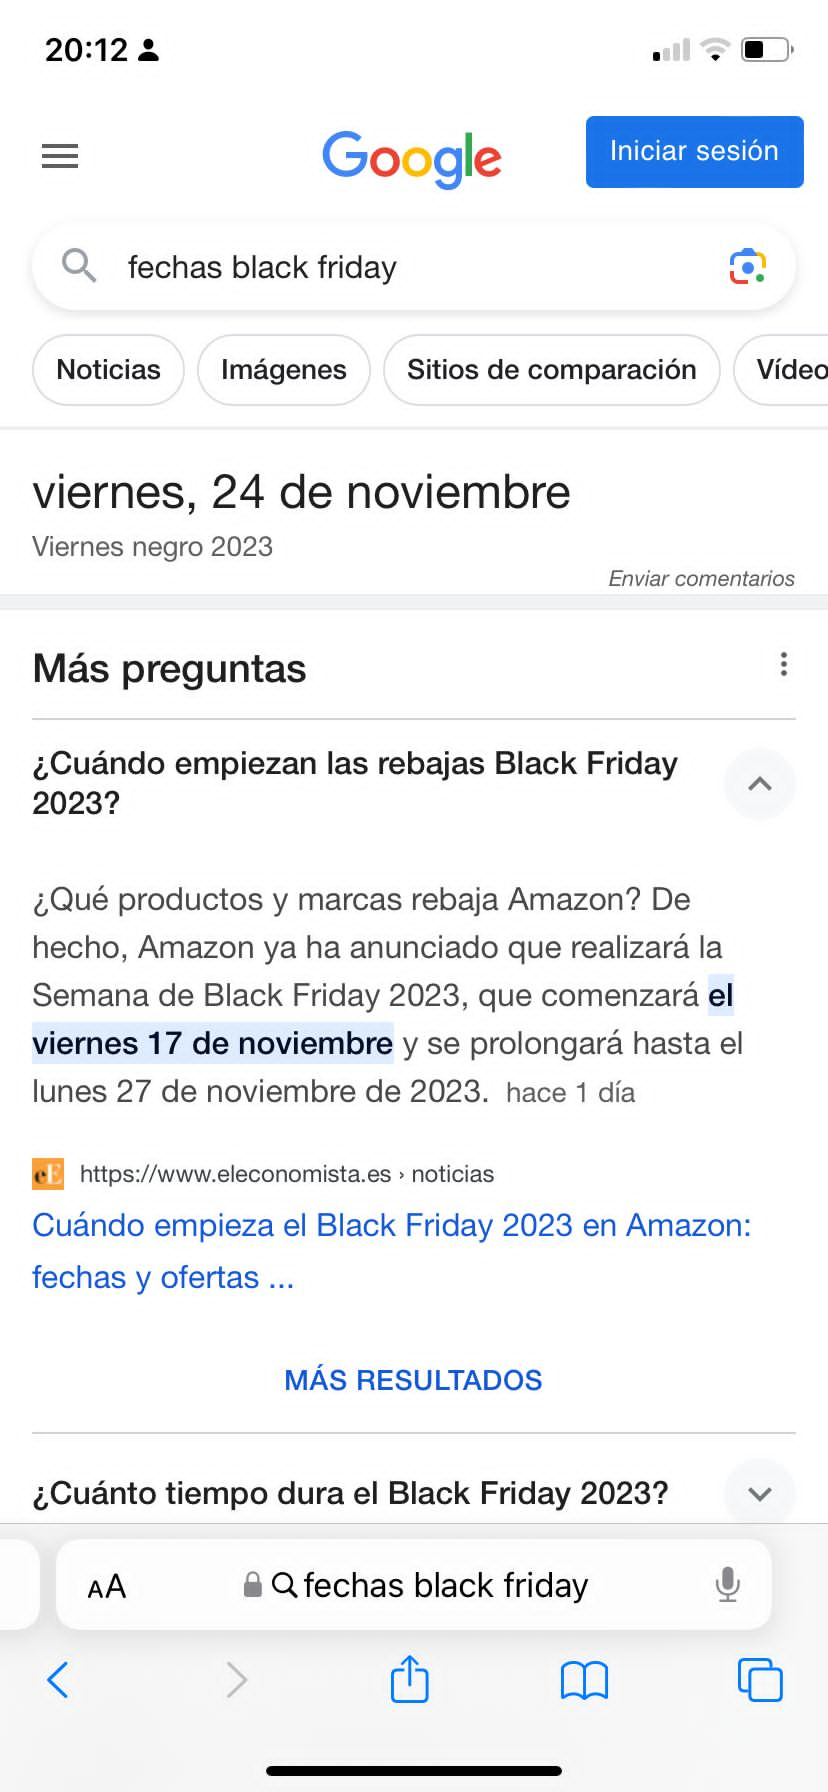 20:12
Google
Iniciar sesión
fechas black friday
Noticias
Imágenes
Sitios de comparación
Vídeo
viernes, 24 de noviembre
Viernes negro 2023
Enviar comentarios
Más preguntas
¿Cuándo empiezan las rebajas Black Friday
2023?
¿Qué productos y marcas rebaja Amazon? De
hecho, Amazon ya ha anunciado que realizará la
Semana de Black Friday 2023, que comenzará el
viernes 17 de noviembre y se prolongará hasta el
lunes 27 de noviembre de 2023. hace 1 día
eE https://www.eleconomista.es › noticias
Cuándo empieza el Black Friday 2023 en Amazon:
fechas y ofertas ...
MÁS RESULTADOS
¿Cuánto tiempo dura el Black Friday 2023?
AA fechas black friday